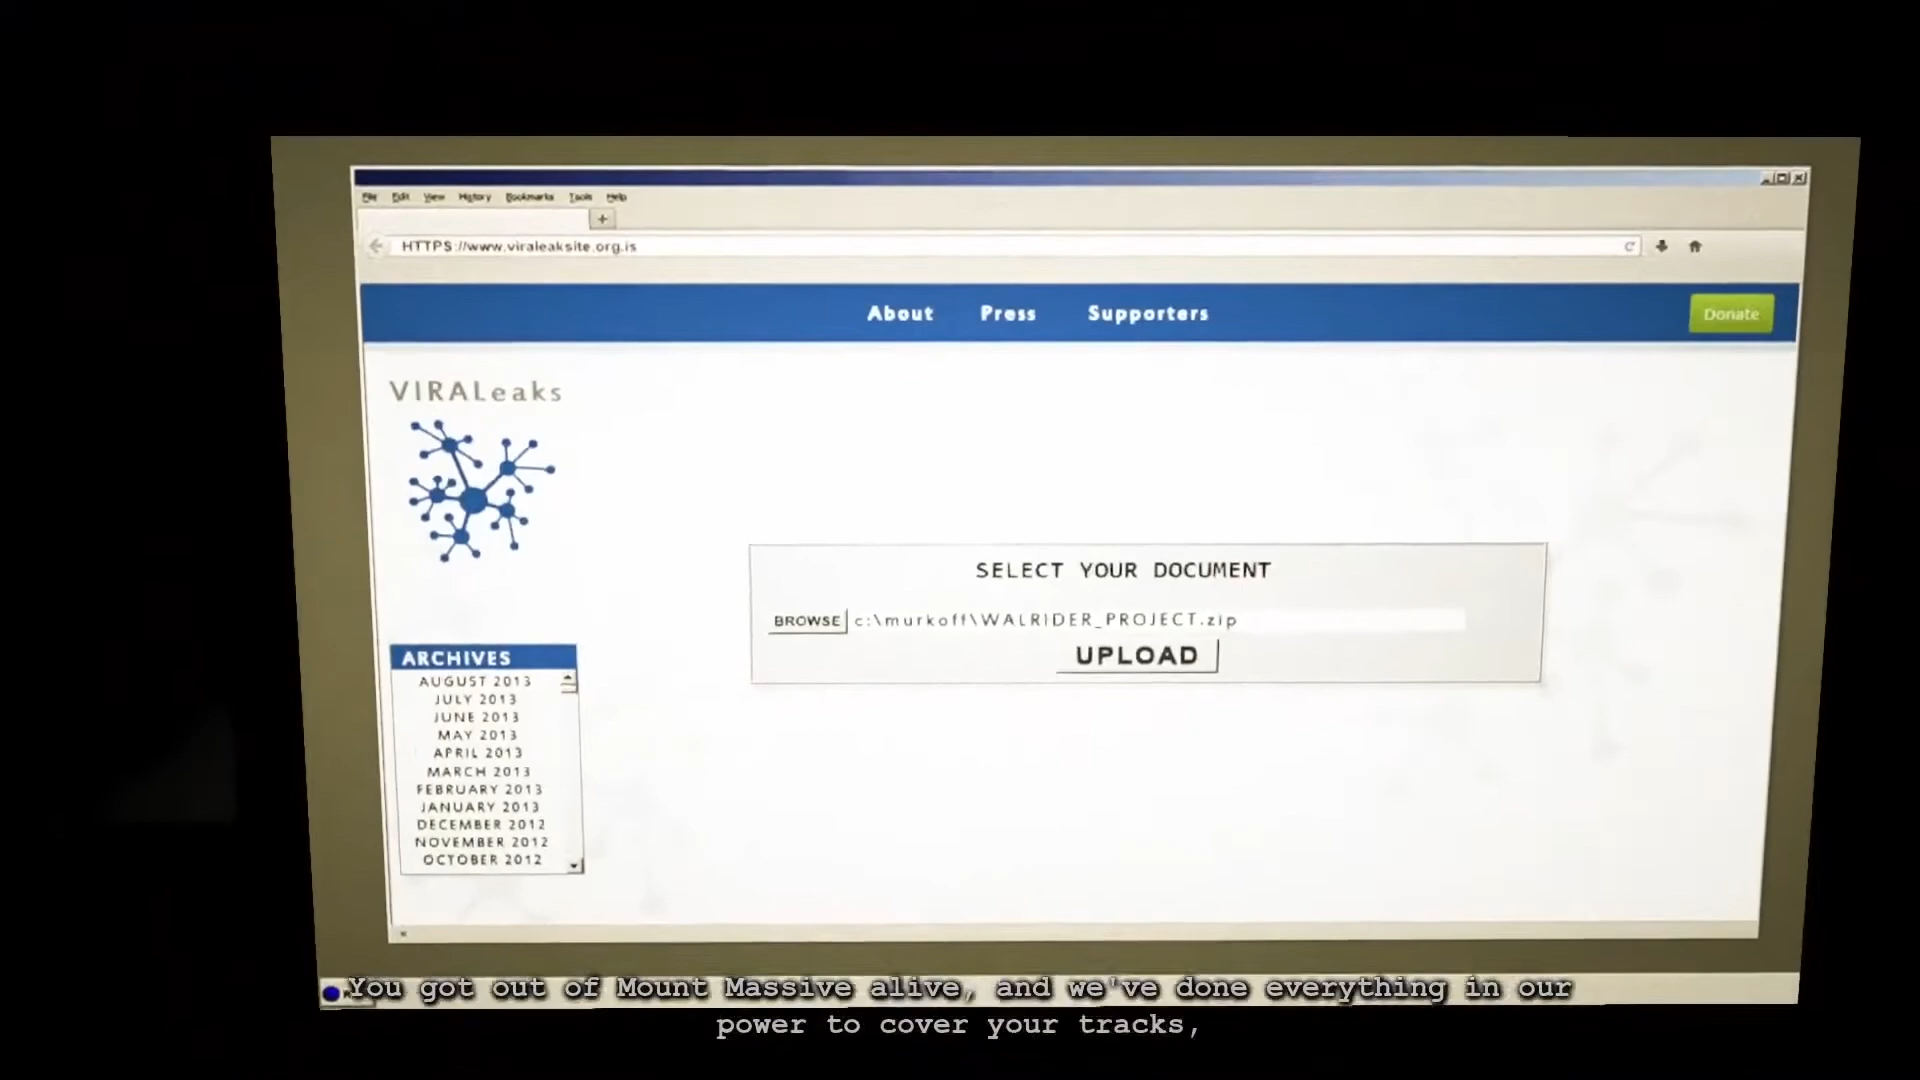 File Edit View History Bookmarks Tools Help
+
HTTPS://www.viraleaksite.org.is
About Press Supporters Donate
VIRALeaks
SELECT YOUR DOCUMENT
BROWSE c:\murkoff\WALRIDER_PROJECT.zip
UPLOAD
ARCHIVES
AUGUST 2013
JULY 2013
JUNE 2013
MAY 2013
APRIL 2013
MARCH 2013
FEBRUARY 2013
JANUARY 2013
DECEMBER 2012
NOVEMBER 2012
OCTOBER 2012
You got out of Mount Massive alive, and we've done everything in our
power to cover your tracks,